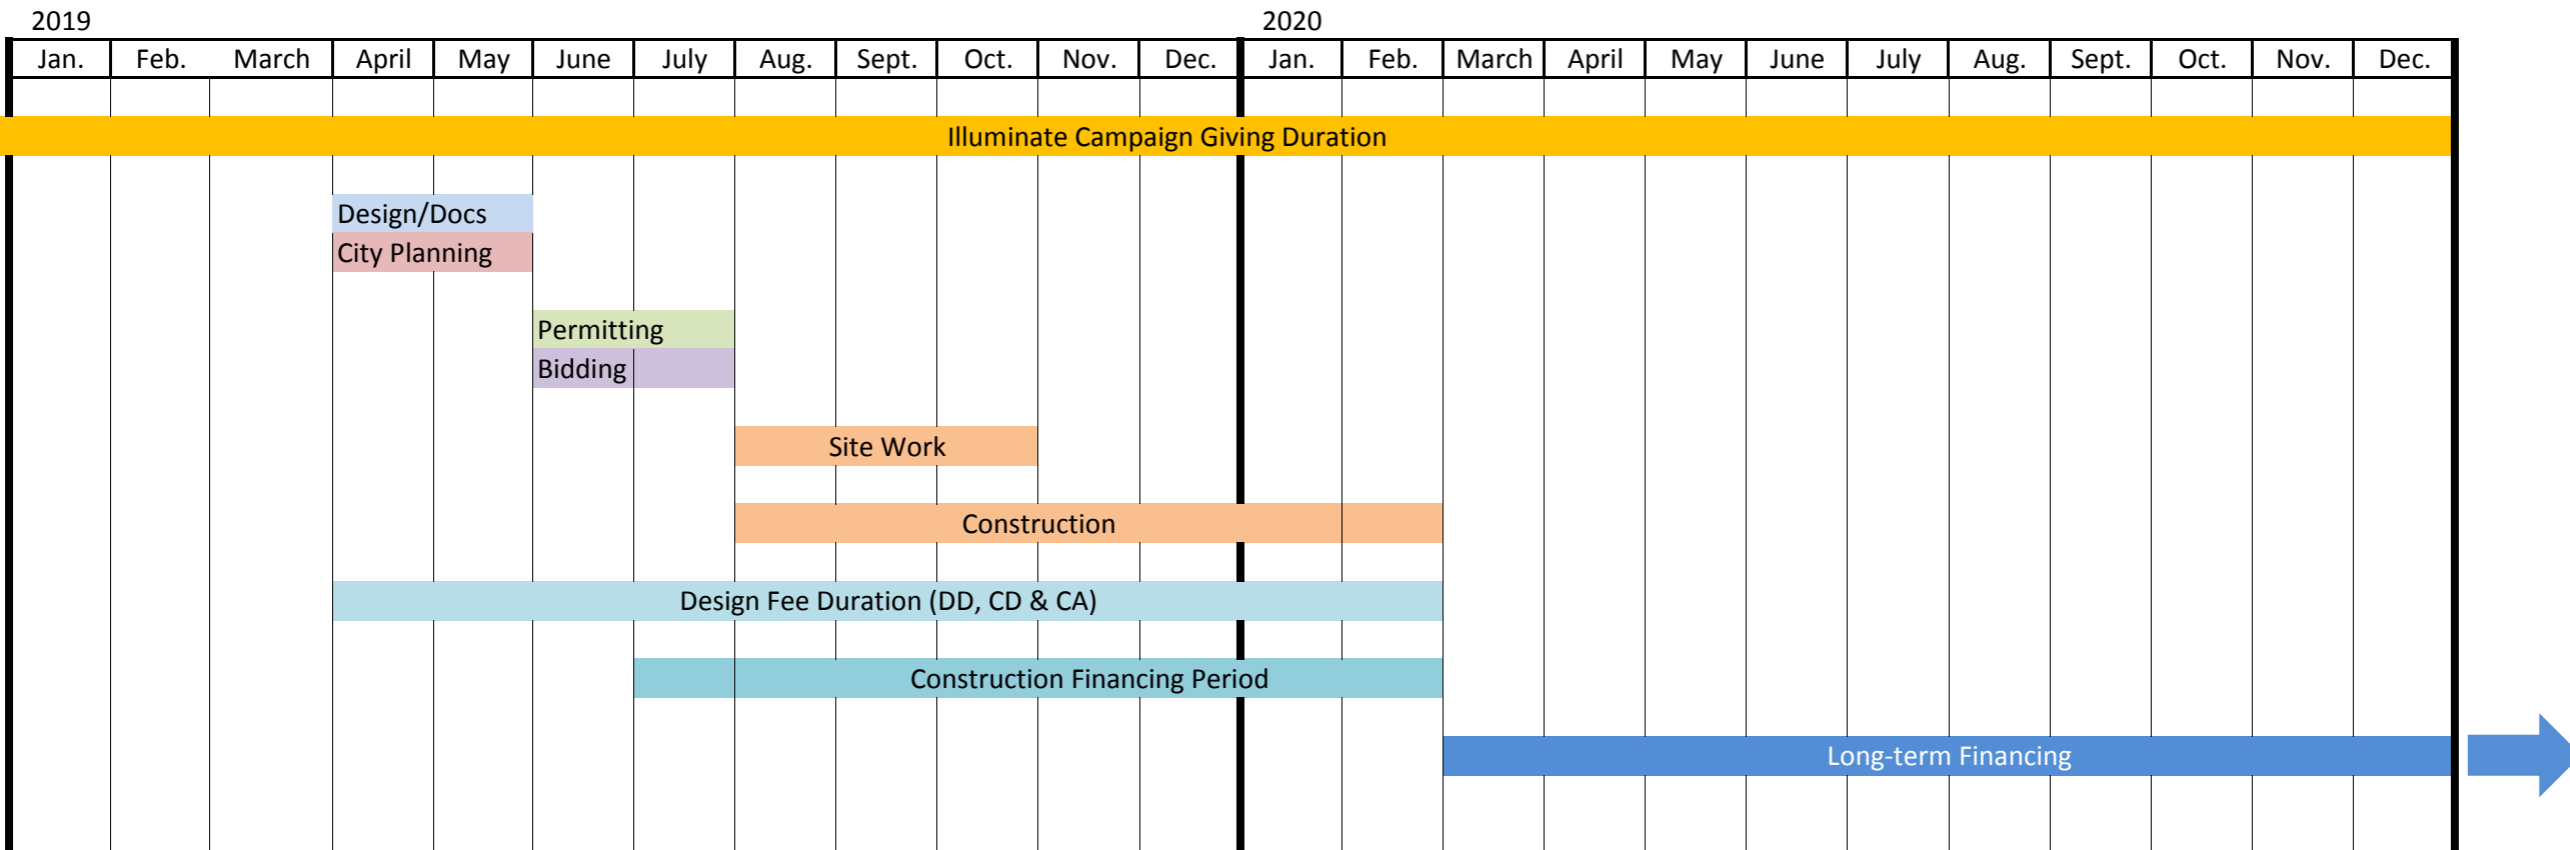 2019 2020
Jan. Feb. March April May June July Aug. Sept. Oct. Nov. Dec. Jan. Feb. March April May June July Aug. Sept. Oct. Nov. Dec.
Illuminate Campaign Giving Duration
Design/Docs
City Planning
Permitting
Bidding
Site Work
Construction
Design Fee Duration (DD, CD & CA)
Construction Financing Period
Long-term Financing